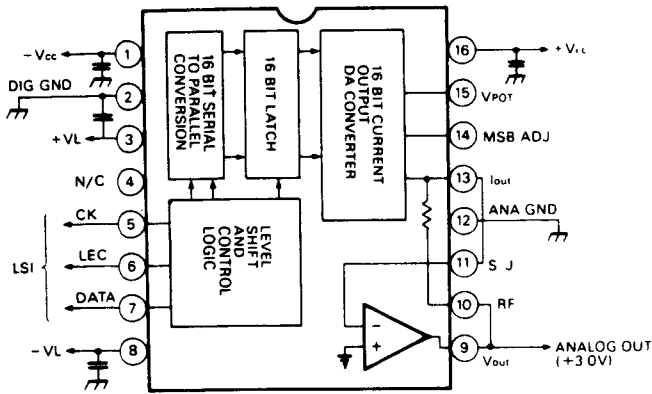 - Vcc
1
DIG GND
2
+VL
3
N/C
4
CK
5
LEC
6
LSI
DATA
7
- VL
8
16 BIT SERIAL
TO PARALLEL
CONVERSION
16 BIT LATCH
16 BIT CURRENT
OUTPUT
DA CONVERTER
LEVEL
SHIFT
AND
CONTROL
LOGIC
-
+
16
+ Vcc
15
VPOT
14
MSB ADJ
13
Iout
12
ANA GND
11
S J
10
RF
9
Vout
ANALOG OUT
(+3 0V)